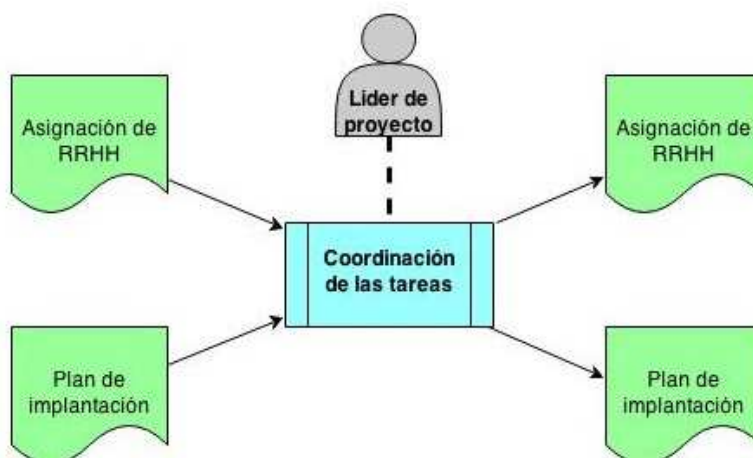 Lider de
proyecto
Asignación de
RRHH
Asignación de
RRHH
Coordinación
de las tareas
Plan de
implantación
Plan de
implantación